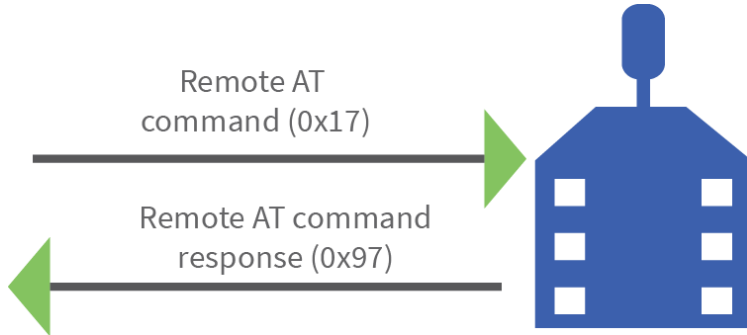 Remote AT
command (0x17)
Remote AT command
response (0x97)